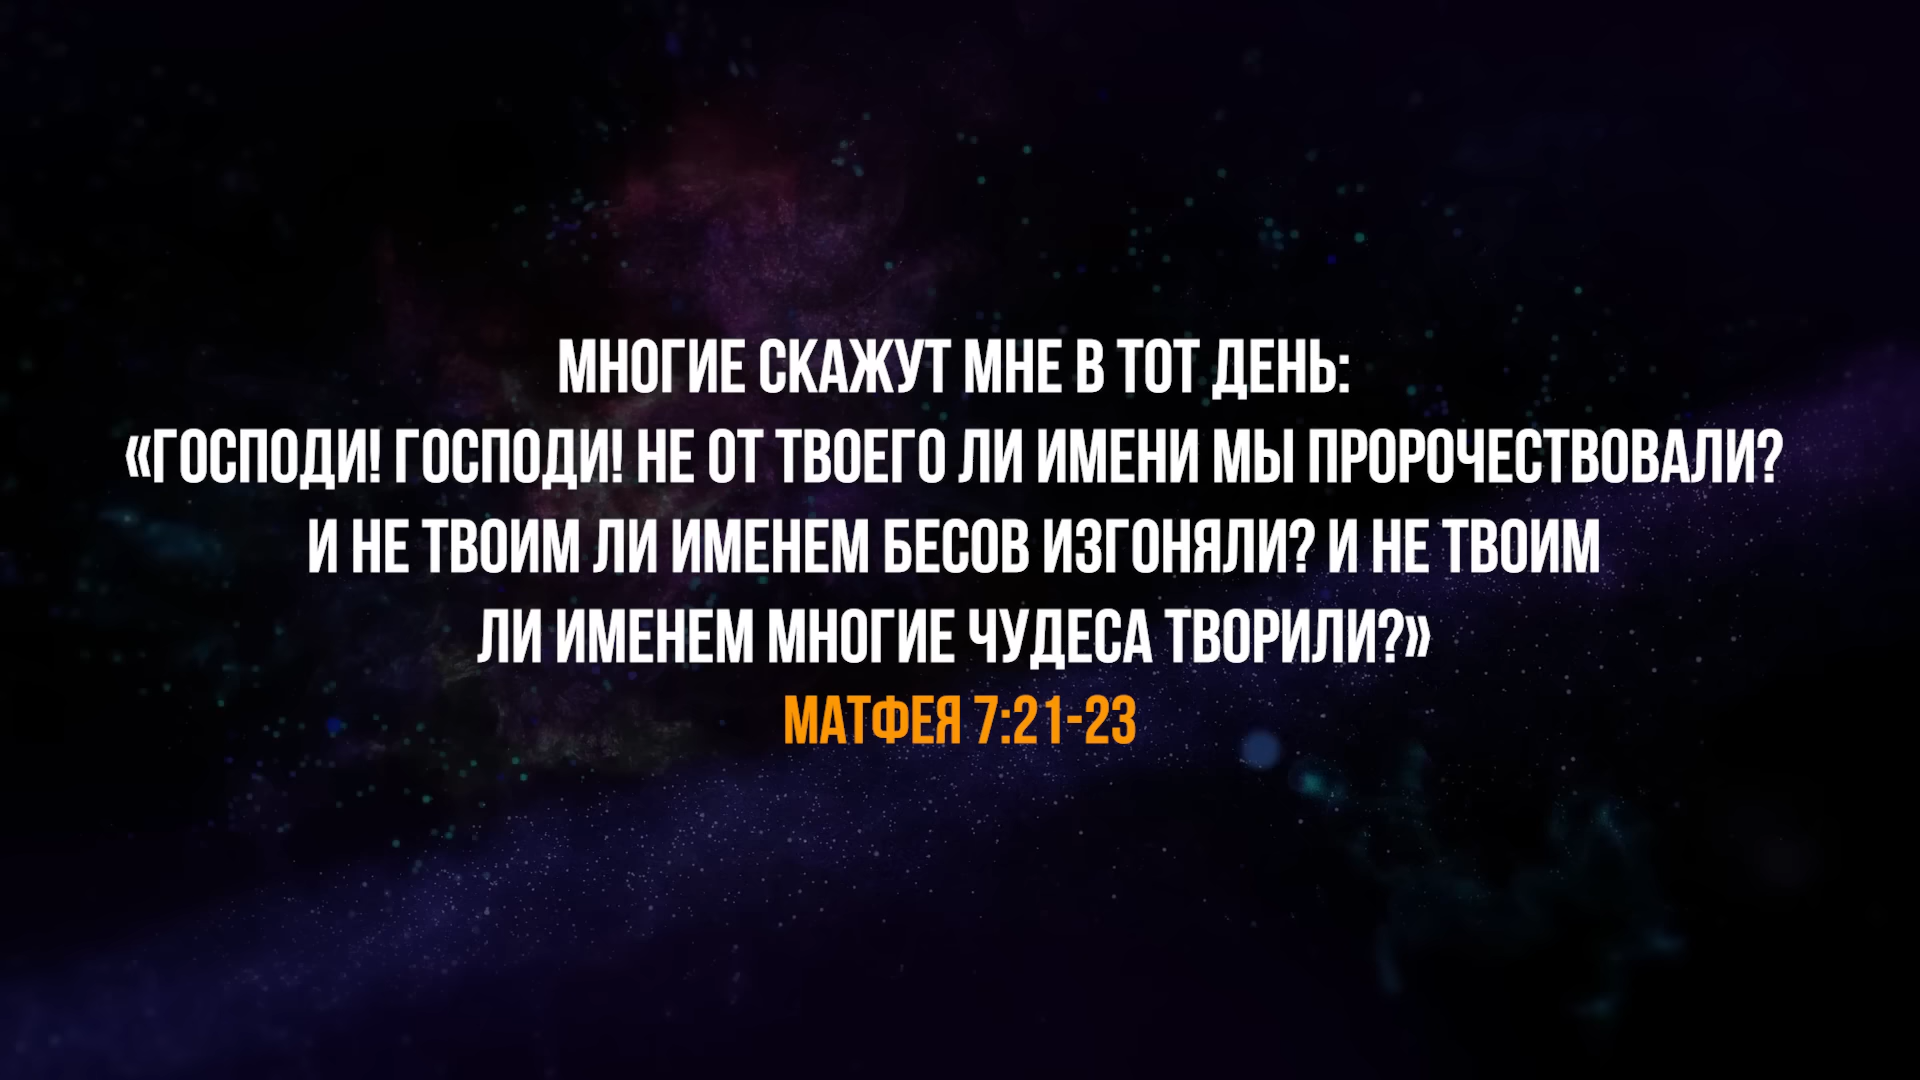 МНОГИЕ СКАЖУТ МНЕ В ТОТ ДЕНЬ:
«ГОСПОДИ! ГОСПОДИ! НЕ ОТ ТВОЕГО ЛИ ИМЕНИ МЫ ПРОРОЧЕСТВОВАЛИ?
И НЕ ТВОИМ ЛИ ИМЕНЕМ БЕСОВ ИЗГОНЯЛИ? И НЕ ТВОИМ
ЛИ ИМЕНЕМ МНОГИЕ ЧУДЕСА ТВОРИЛИ?»
МАТФЕЯ 7:21-23